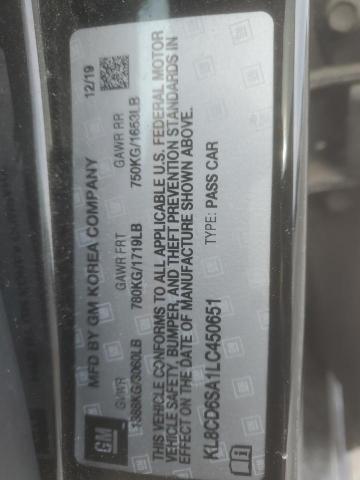 GM
MFD BY GM KOREA COMPANY 12/19
GVWR GAWR FRT GAWR RR
1388KG/3060LB 780KG/1719LB 750KG/1653LB
THIS VEHICLE CONFORMS TO ALL APPLICABLE U.S. FEDERAL MOTOR
VEHICLE SAFETY, BUMPER, AND THEFT PREVENTION STANDARDS IN
EFFECT ON THE DATE OF MANUFACTURE SHOWN ABOVE.
KL8CD6SA1LC450651 TYPE: PASS CAR